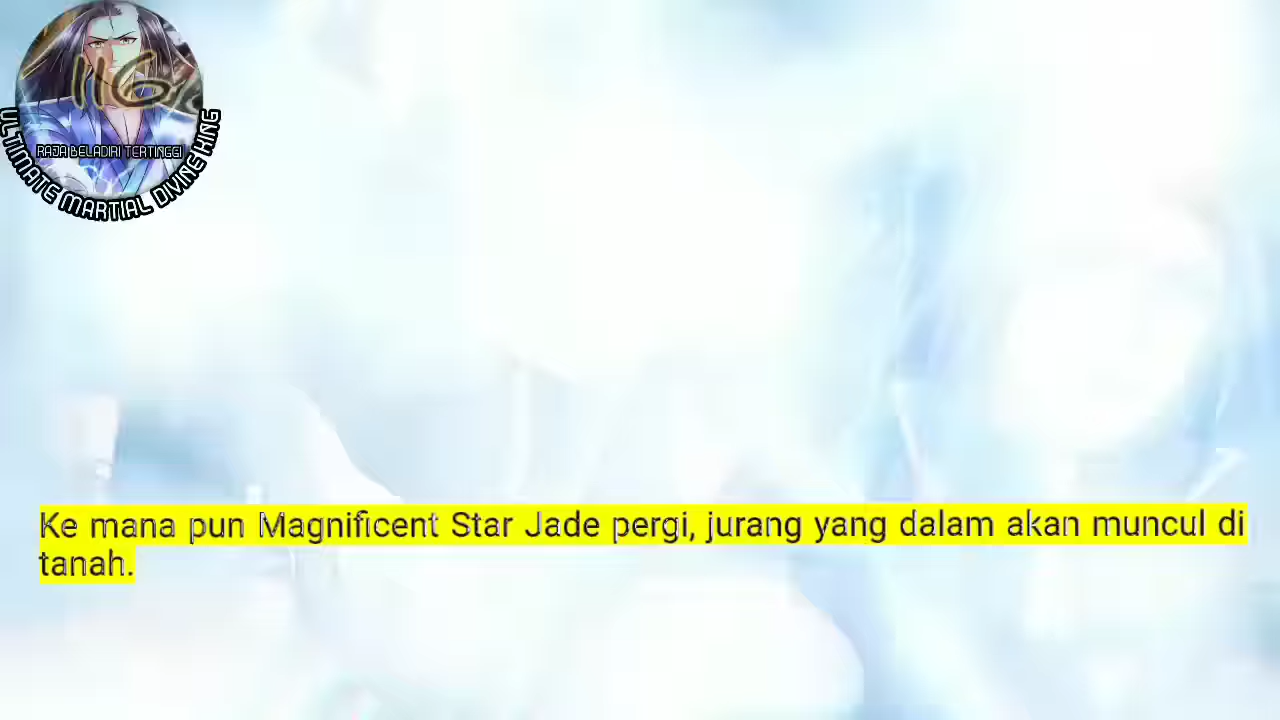 RAJA BELADIRI TERTINGGI
ULTIMATE MARTIAL DIVINE KING
Ke mana pun Magnificent Star Jade pergi, jurang yang dalam akan muncul di
tanah.